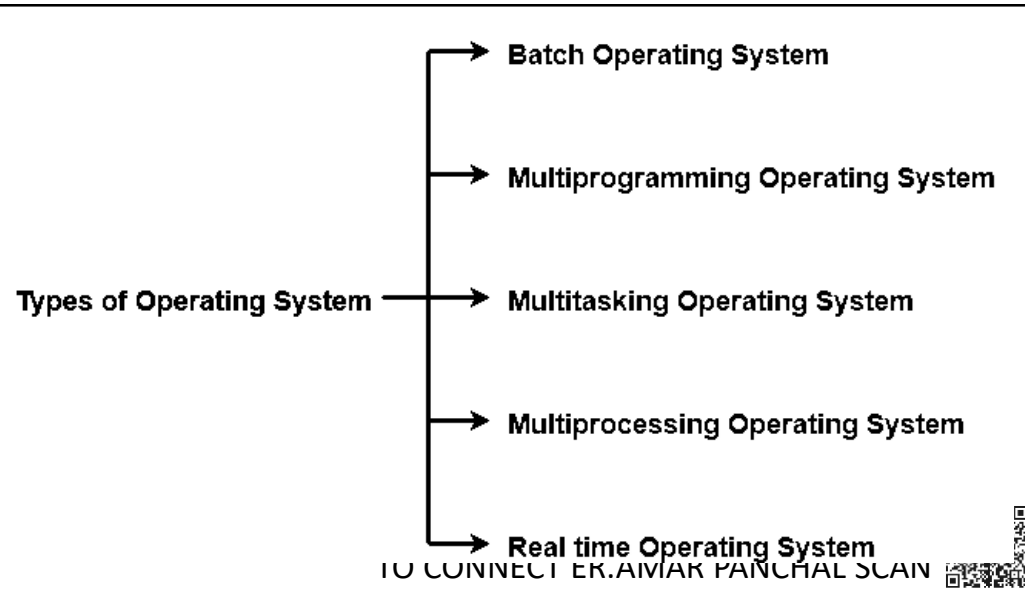 Batch Operating System
Multiprogramming Operating System
Types of Operating System
Multitasking Operating System
Multiprocessing Operating System
Real time Operating System
TO CONNECT ER.AMAR PANCHAL SCAN